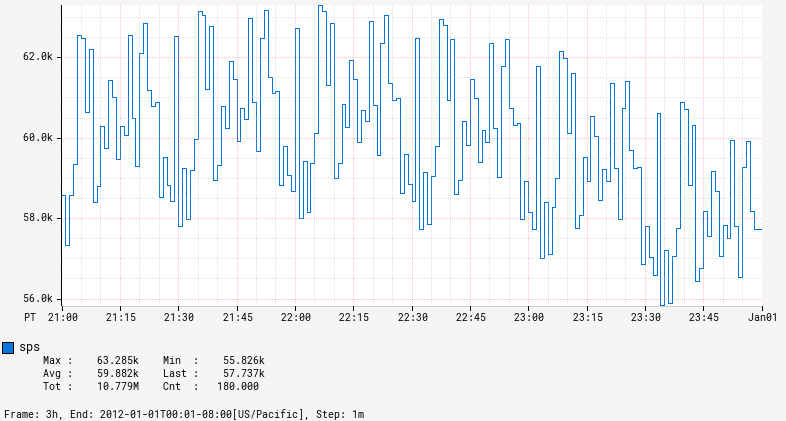 62.0k
60.0k
58.0k
56.0k
PT 21:00 21:15 21:30 21:45 22:00 22:15 22:30 22:45 23:00 23:15 23:30 23:45 Jan01
sps
Max : 63.285k Min : 55.826k
Avg : 59.882k Last : 57.737k
Tot : 10.779M Cnt : 180.000
Frame: 3h, End: 2012-01-01T00:01-08:00[US/Pacific], Step: 1m